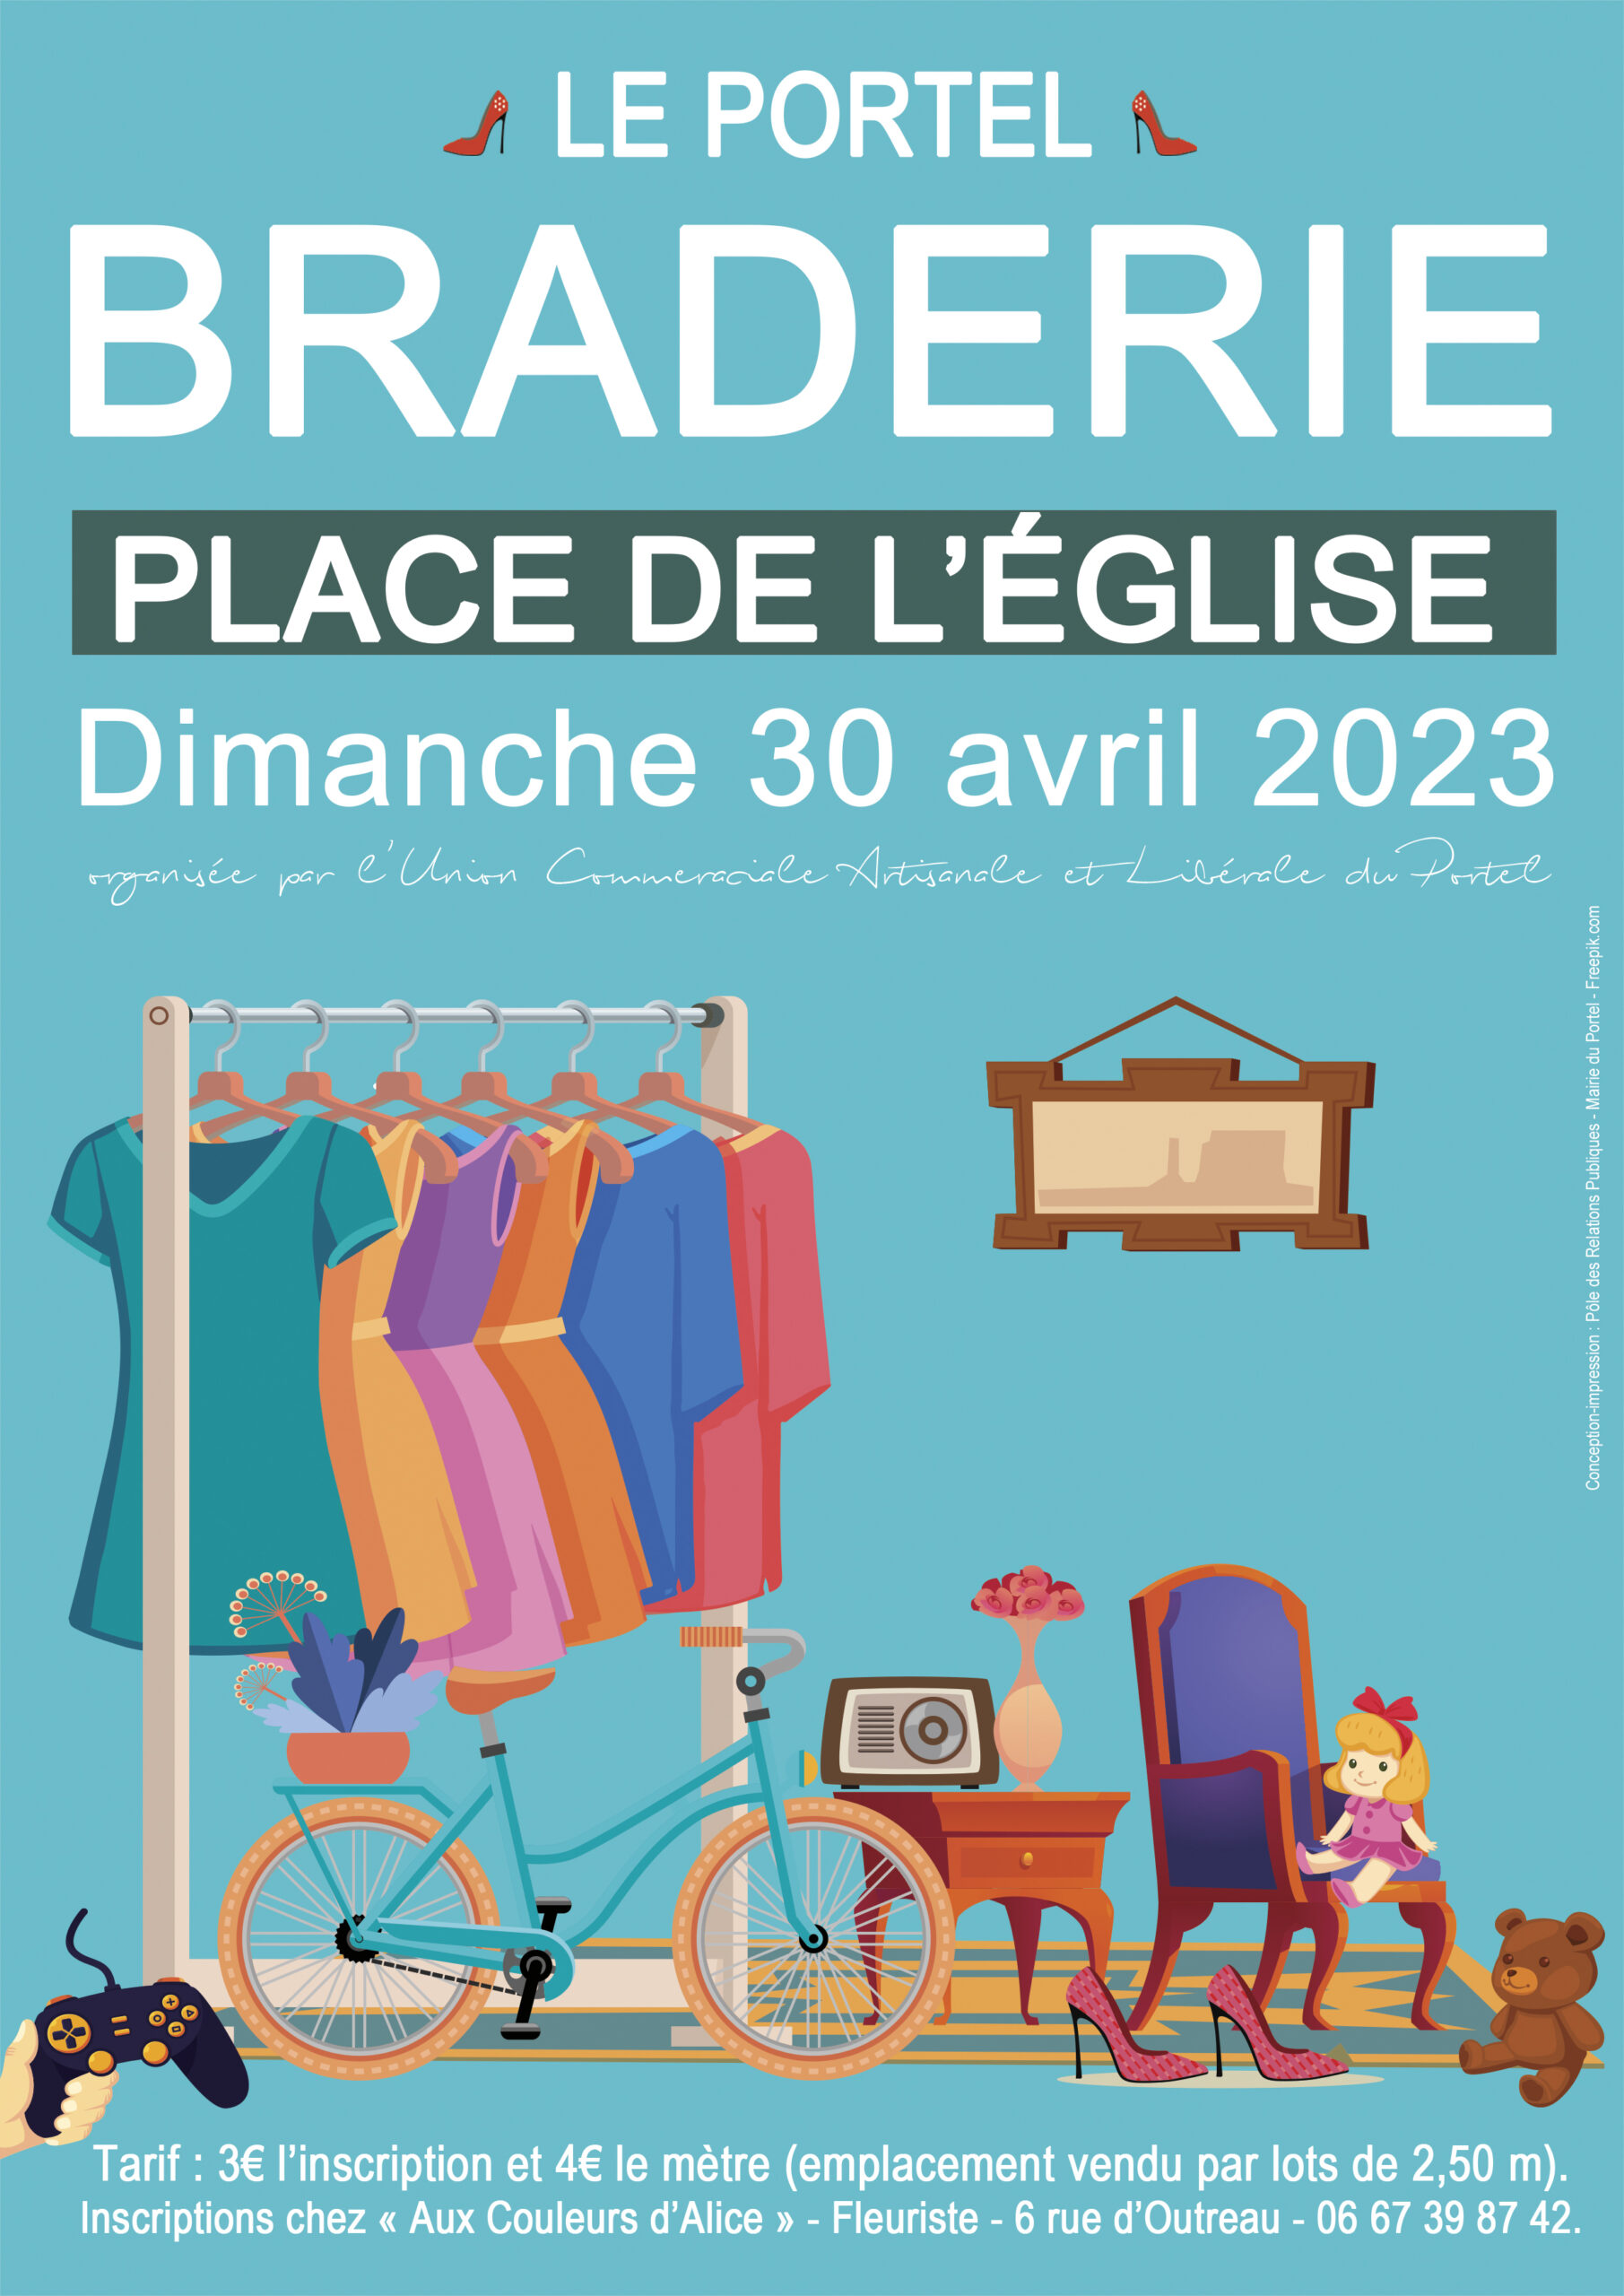 LE PORTEL
BRADERIE
PLACE DE L'ÉGLISE
Dimanche 30 avril 2023
organisée par l'Union Commeraciale Artisanale et Libérale du Portel
Conception-impression : Pôle des Relations Publiques - Mairie du Portel - Freepik.com
Tarif : 3€ l'inscription et 4€ le mètre (emplacement vendu par lots de 2,50 m).
Inscriptions chez « Aux Couleurs d'Alice » - Fleuriste - 6 rue d'Outreau - 06 67 39 87 42.